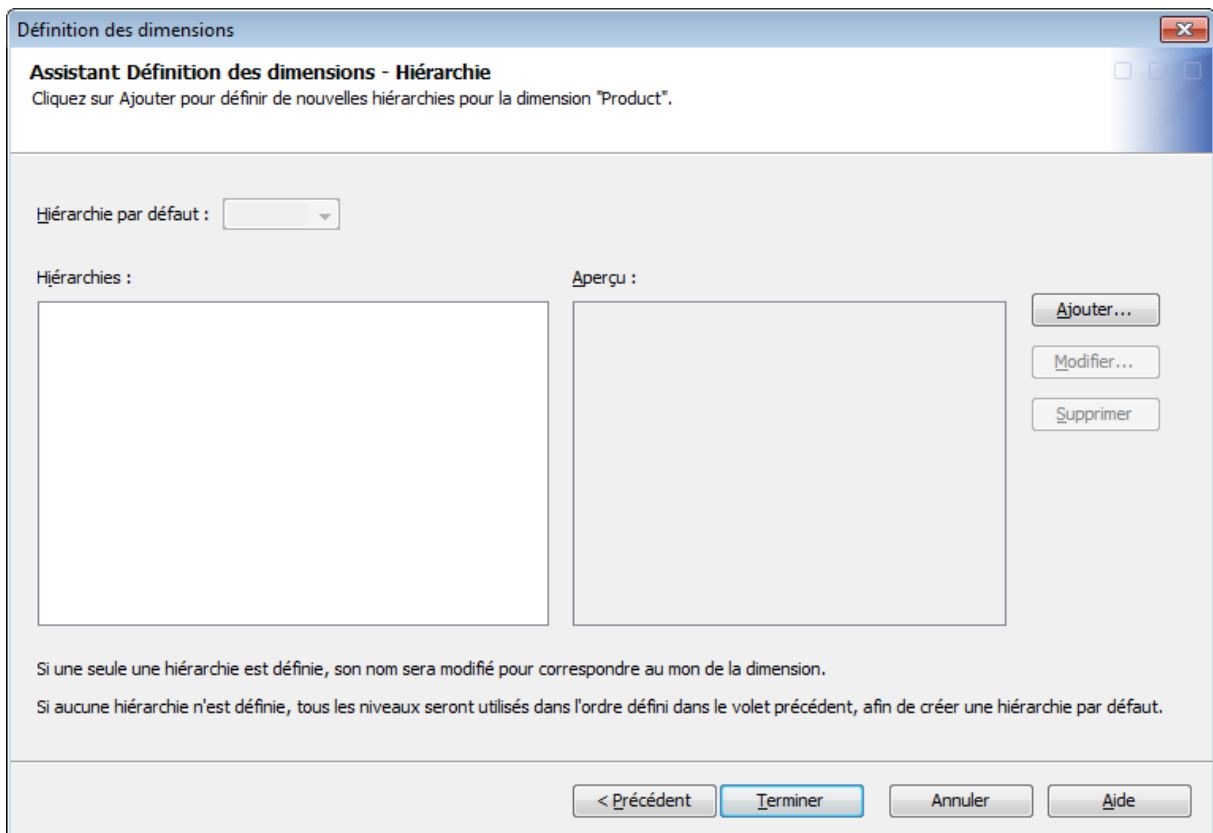 Définition des dimensions
Assistant Définition des dimensions - Hiérarchie
Cliquez sur Ajouter pour définir de nouvelles hiérarchies pour la dimension "Product".
Hiérarchie par défaut :
Hiérarchies :
Aperçu :
Ajouter...
Modifier...
Supprimer
Si une seule une hiérarchie est définie, son nom sera modifié pour correspondre au mon de la dimension.
Si aucune hiérarchie n'est définie, tous les niveaux seront utilisés dans l'ordre défini dans le volet précédent, afin de créer une hiérarchie par défaut.
< Précédent
Terminer
Annuler
Aide